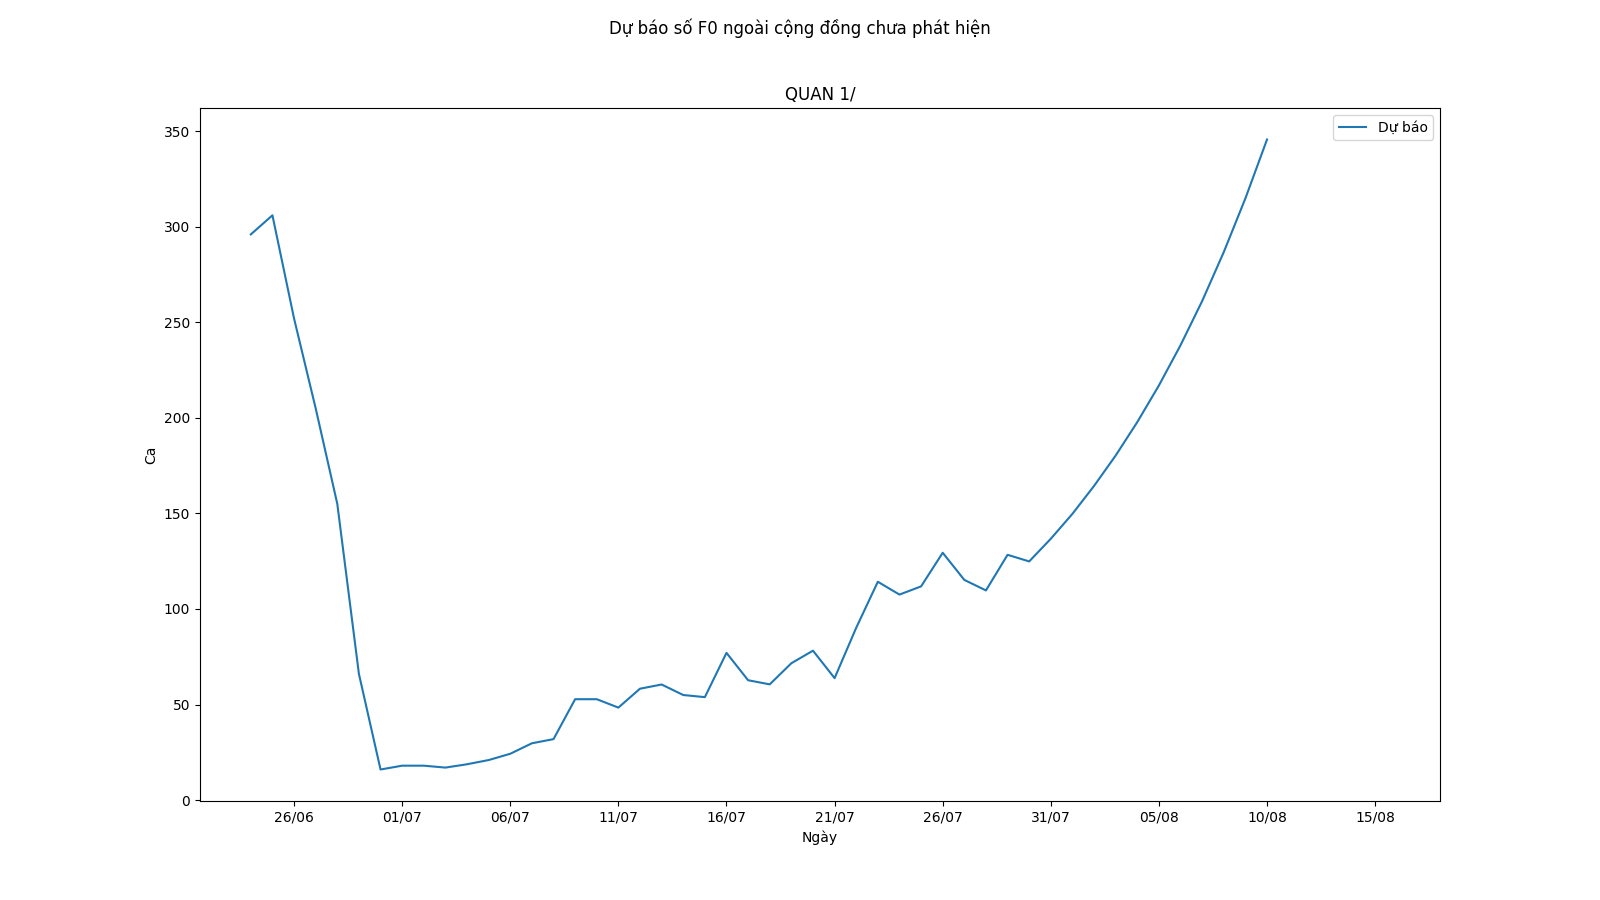 Dự báo số F0 ngoài cộng đồng chưa phát hiện
QUAN 1/
Dự báo
350
300
250
200
150
100
50
0
Ca
26/06 01/07 06/07 11/07 16/07 21/07 26/07 31/07 05/08 10/08 15/08
Ngày